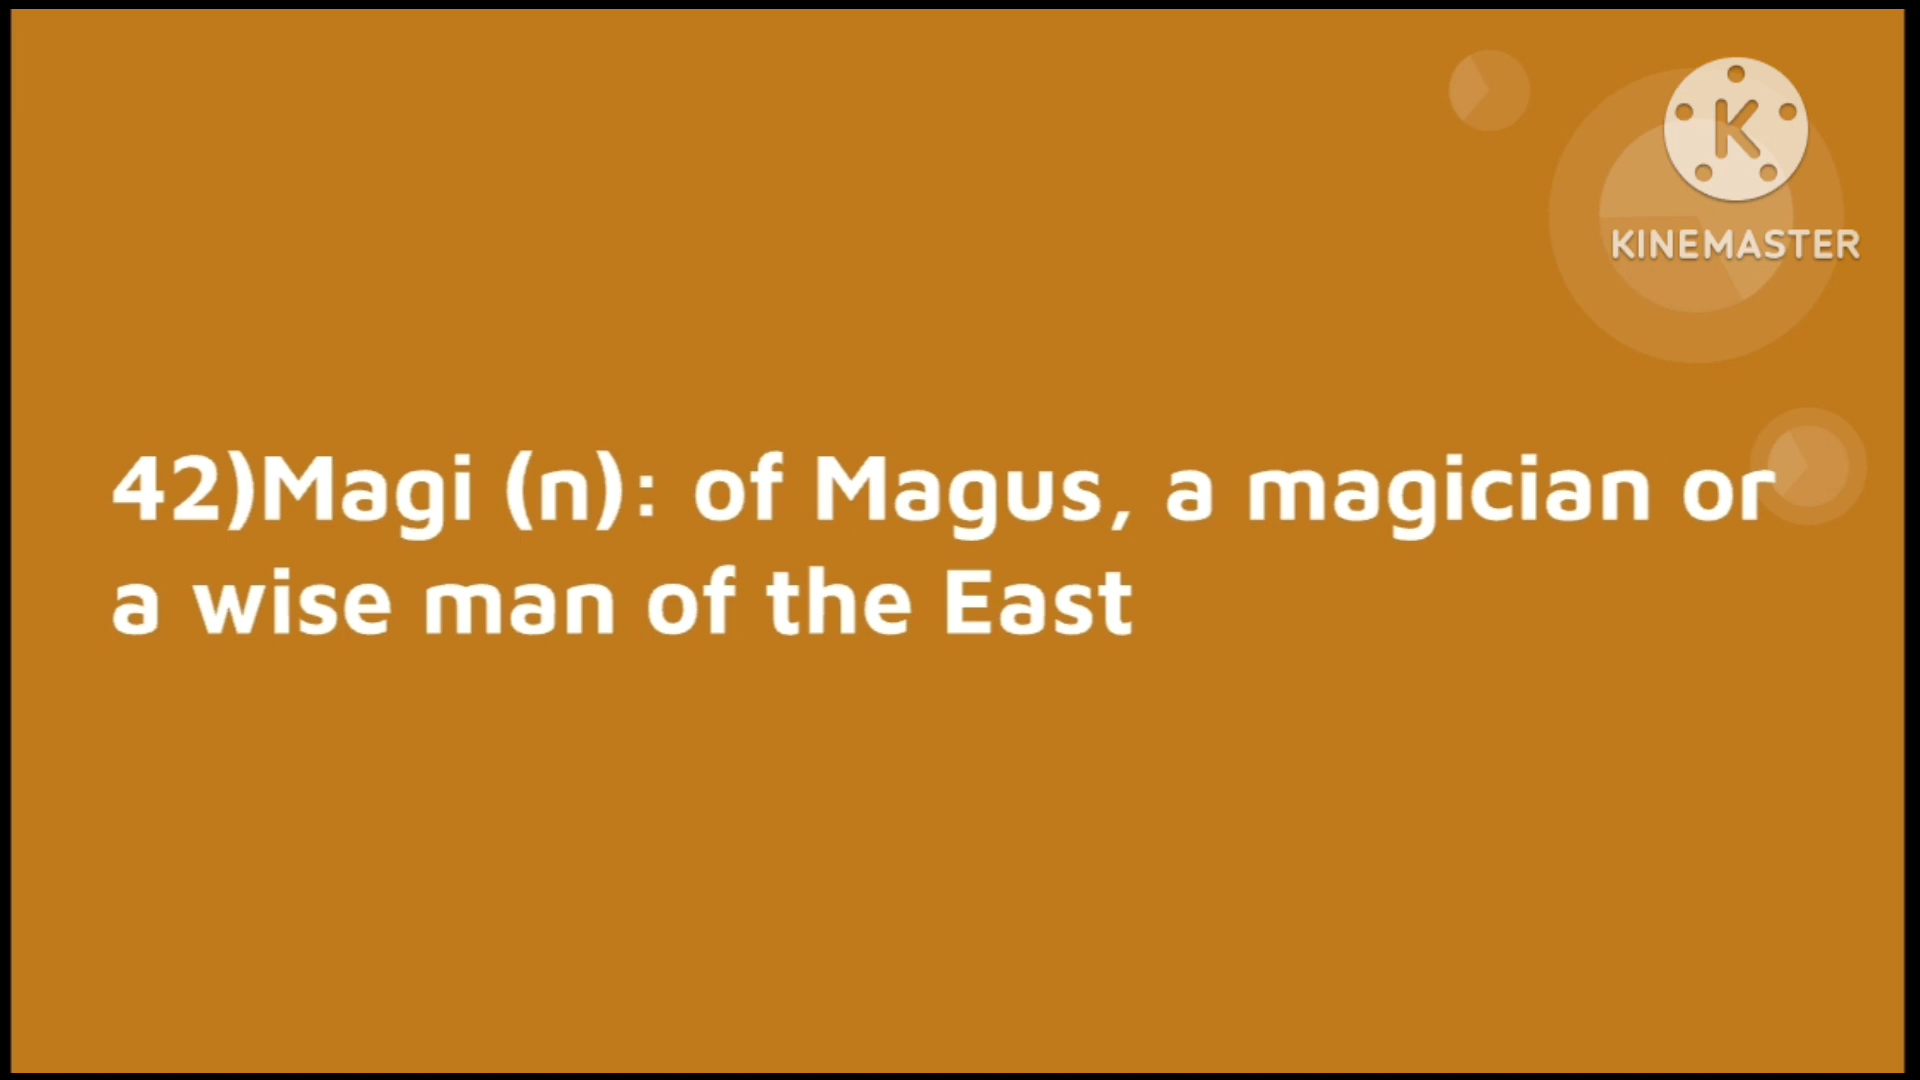 K
KINEMASTER
42)Magi (n): of Magus, a magician or
a wise man of the East